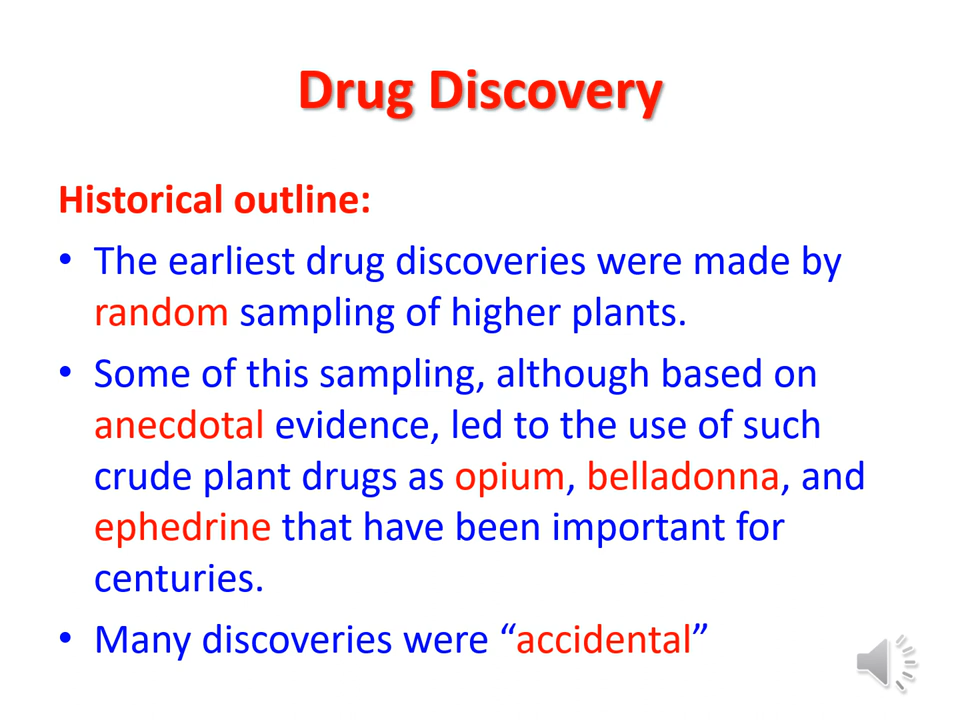 Drug Discovery
Historical outline:
• The earliest drug discoveries were made by
random sampling of higher plants.
• Some of this sampling, although based on
anecdotal evidence, led to the use of such
crude plant drugs as opium, belladonna, and
ephedrine that have been important for
centuries.
• Many discoveries were “accidental”